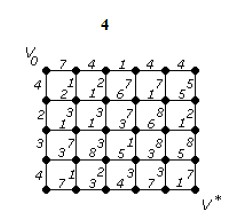 4
V₀
7 4 1 4 4
4 1 2 7 7 5
2 1 6 1 5
2 3 3 7 8 2
1 1 3 6 1
3 7 3 1 8 8
3 8 5 3 5
4 1 2 3 3 7
7 3 4 7 1
V*